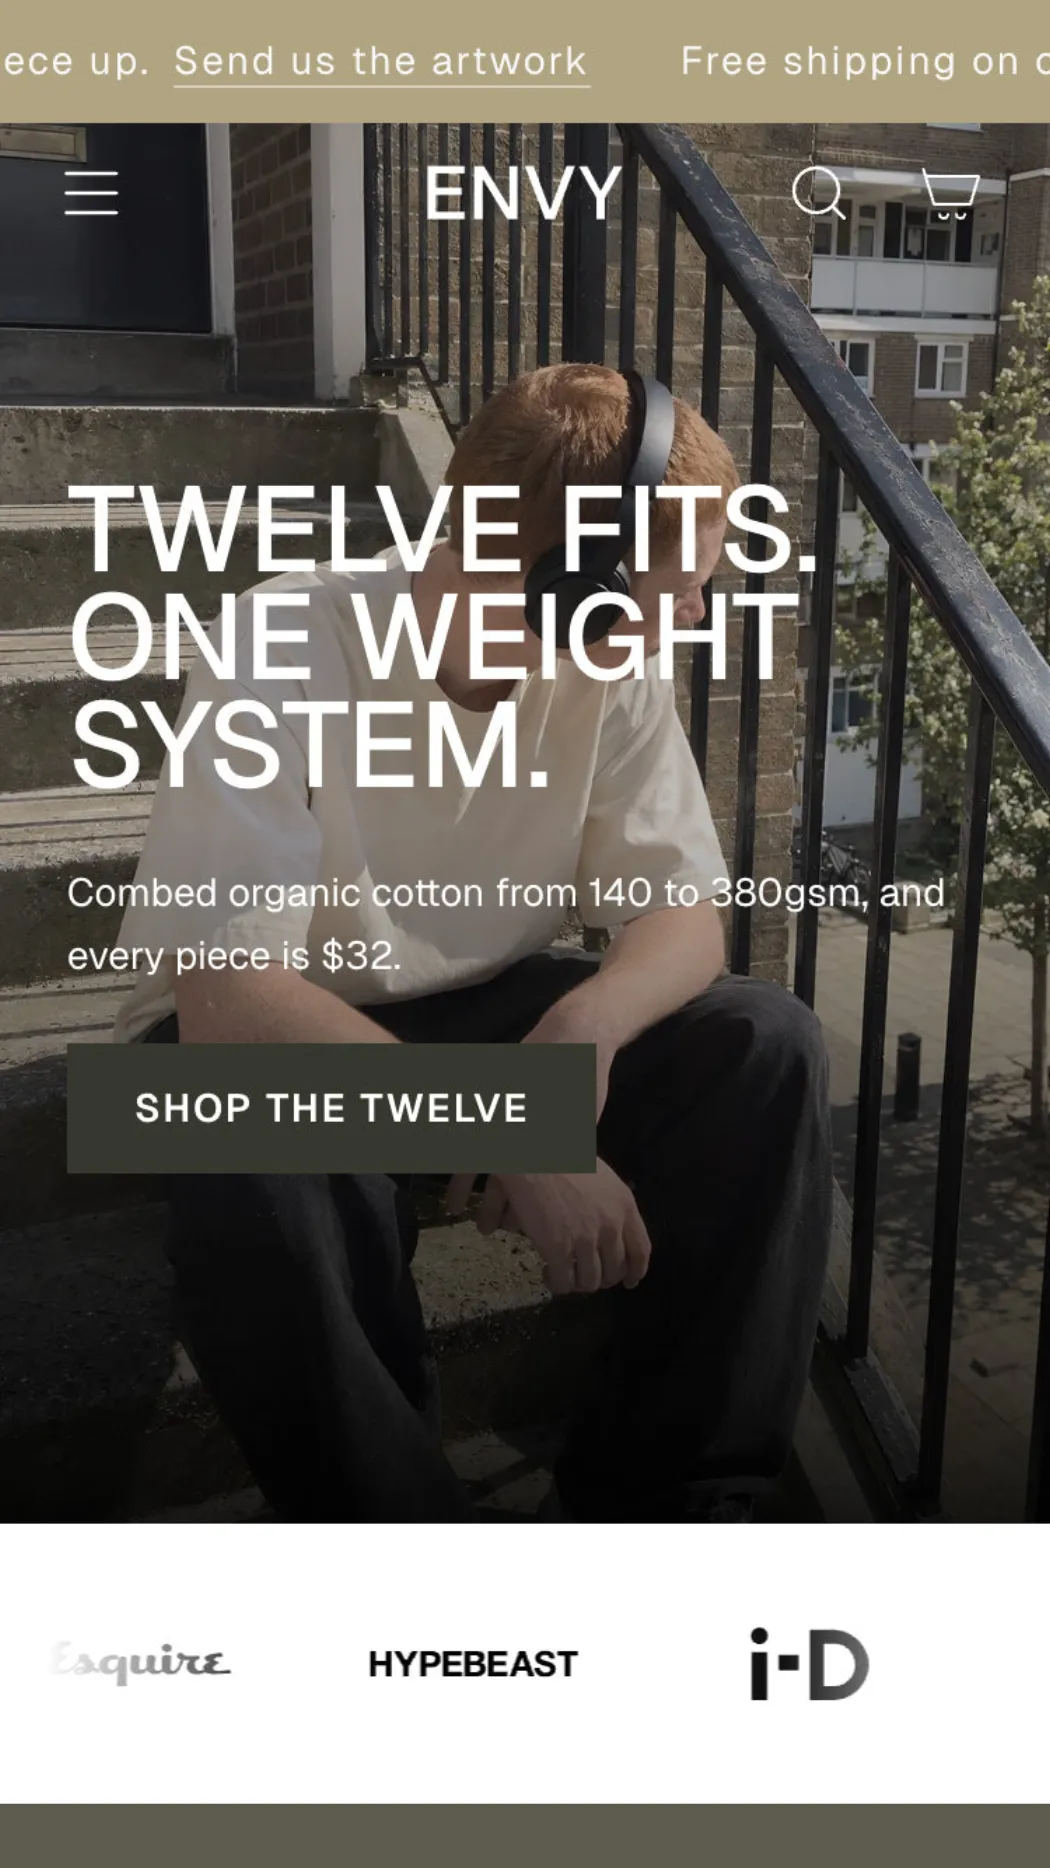 ece up. Send us the artwork Free shipping on o
ENVY
TWELVE FITS.
ONE WEIGHT
SYSTEM.
Combed organic cotton from 140 to 380gsm, and
every piece is $32.
SHOP THE TWELVE
Esquire HYPEBEAST i-D